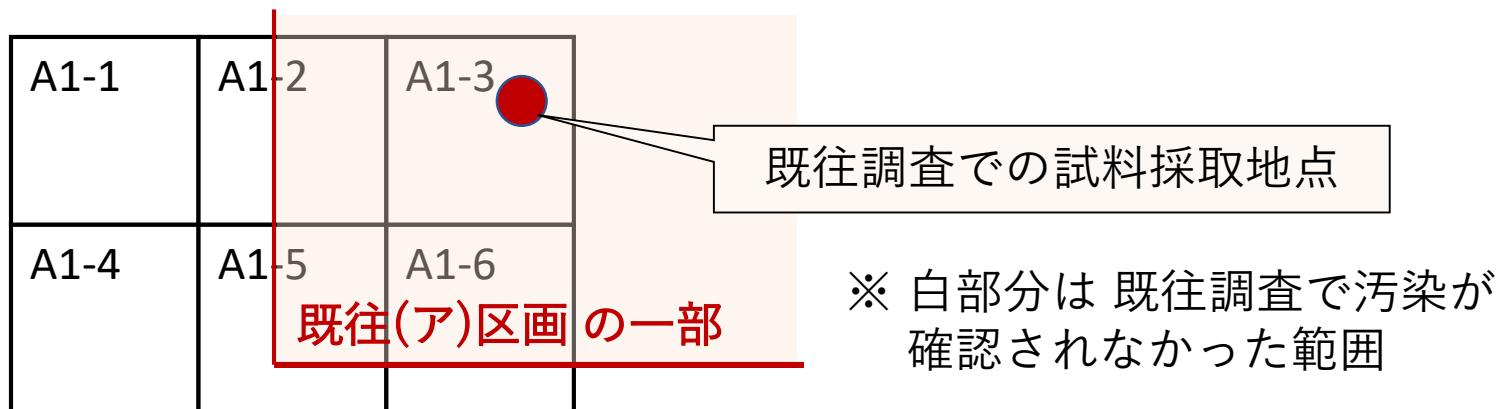 A1-1
A1-2
A1-3
既往調査での試料採取地点
A1-4
A1-5
A1-6
既往(ア)区画 の一部
※ 白部分は 既往調査で汚染が
確認されなかった範囲